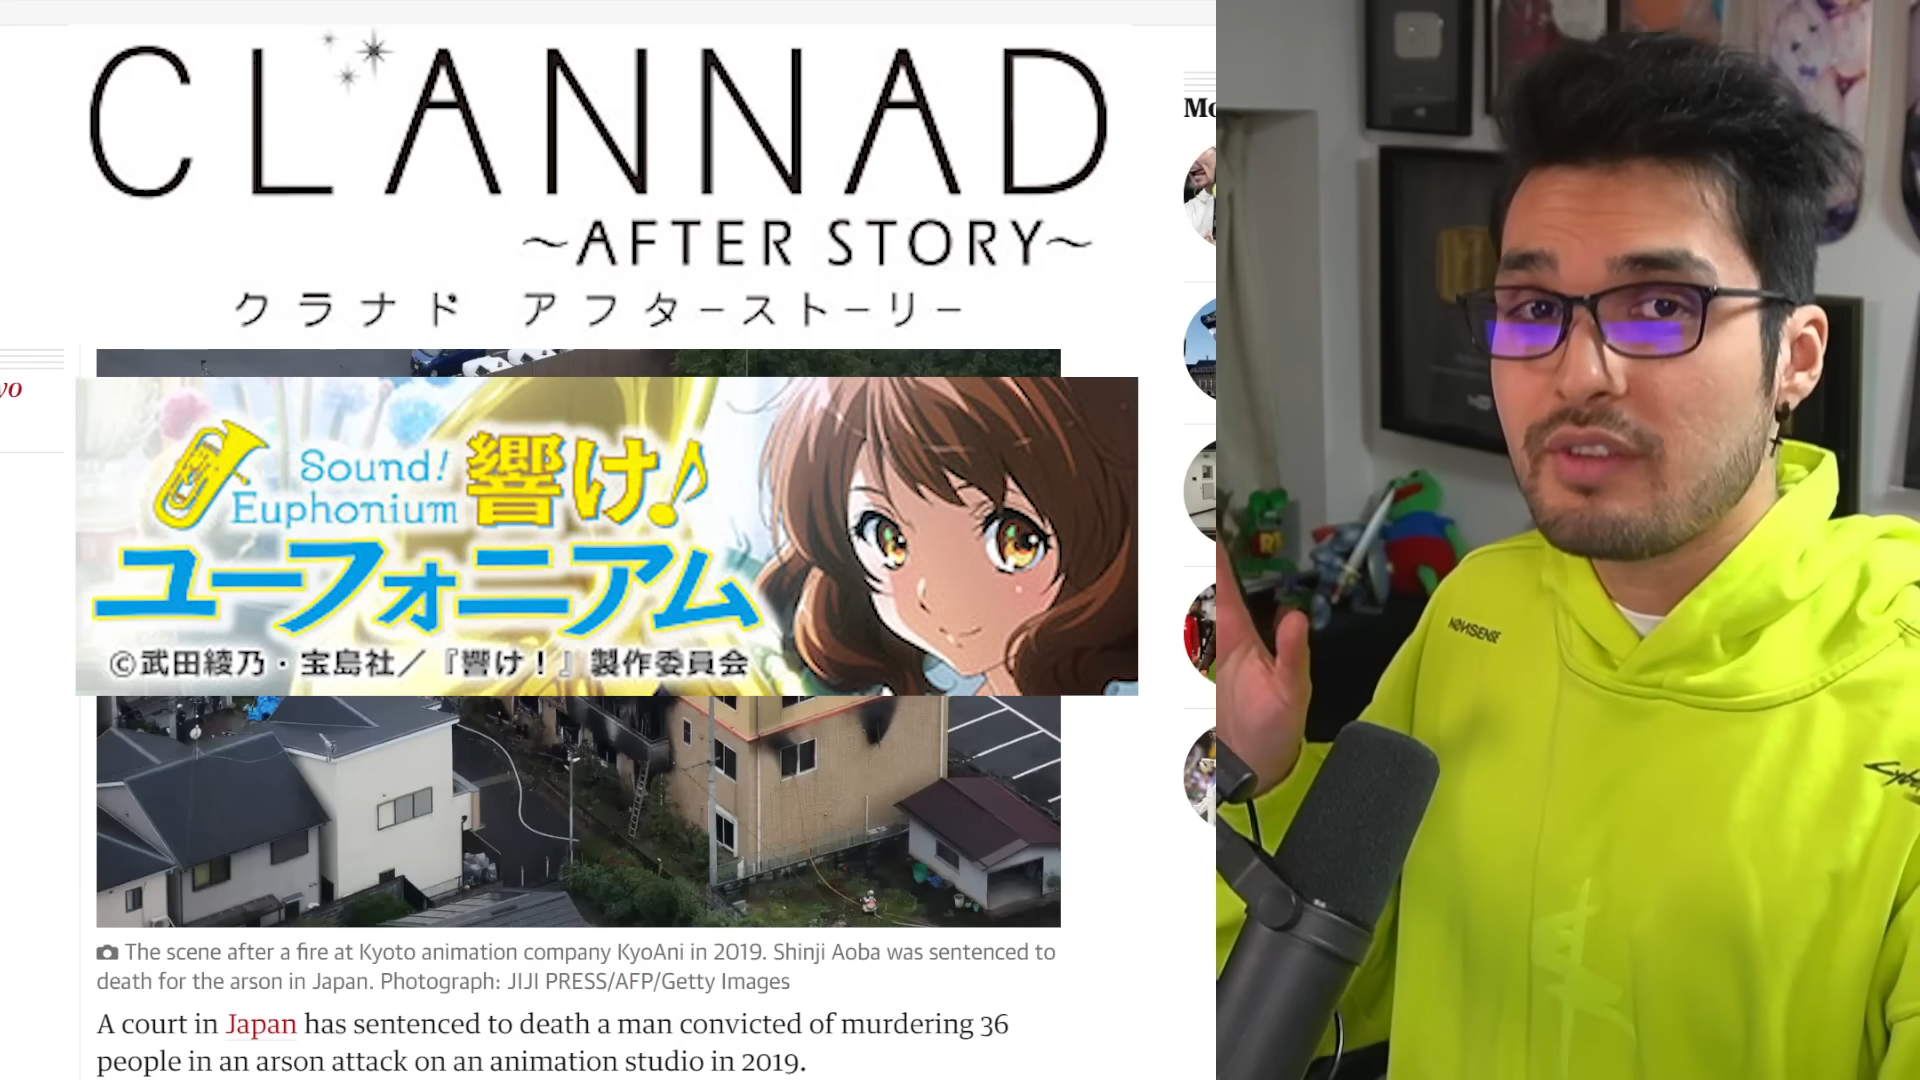 CLANNAD
~AFTER STORY~
クラナド アフターストーリー
Sound!
Euphonium
響け!
ユーフォニアム
©武田綾乃・宝島社/『響け!』製作委員会
The scene after a fire at Kyoto animation company KyoAni in 2019. Shinji Aoba was sentenced to
death for the arson in Japan. Photograph: JIJI PRESS/AFP/Getty Images
A court in Japan has sentenced to death a man convicted of murdering 36
people in an arson attack on an animation studio in 2019.
yo
Mo
NONSENSE